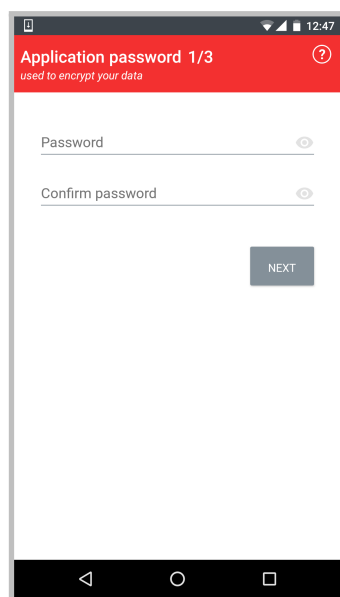 12:47
Application password 1/3
?
used to encrypt your data
Password
Confirm password
NEXT